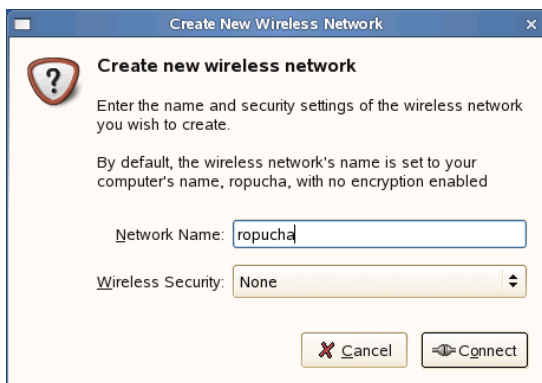 Create New Wireless Network
Create new wireless network
Enter the name and security settings of the wireless network
you wish to create.
By default, the wireless network's name is set to your
computer's name, ropucha, with no encryption enabled
Network Name: ropucha
Wireless Security: None
Cancel Connect